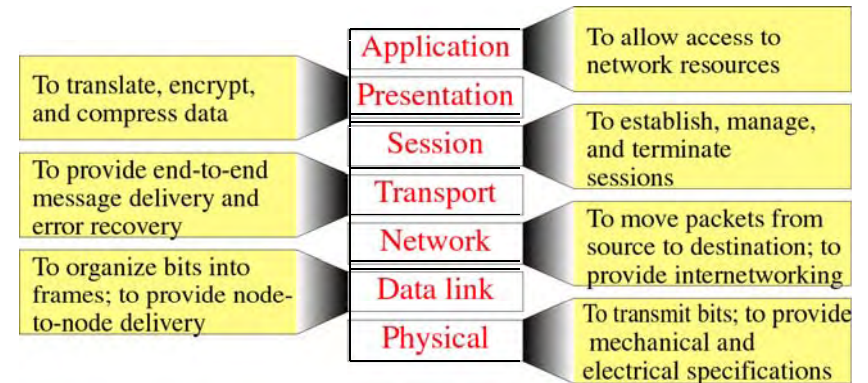 Application
To allow access to
network resources
To translate, encrypt,
and compress data
Presentation
Session
To establish, manage,
and terminate
sessions
To provide end-to-end
message delivery and
error recovery
Transport
Network
To move packets from
source to destination; to
provide internetworking
To organize bits into
frames; to provide node-
to-node delivery
Data link
Physical
To transmit bits; to provide
mechanical and
electrical specifications